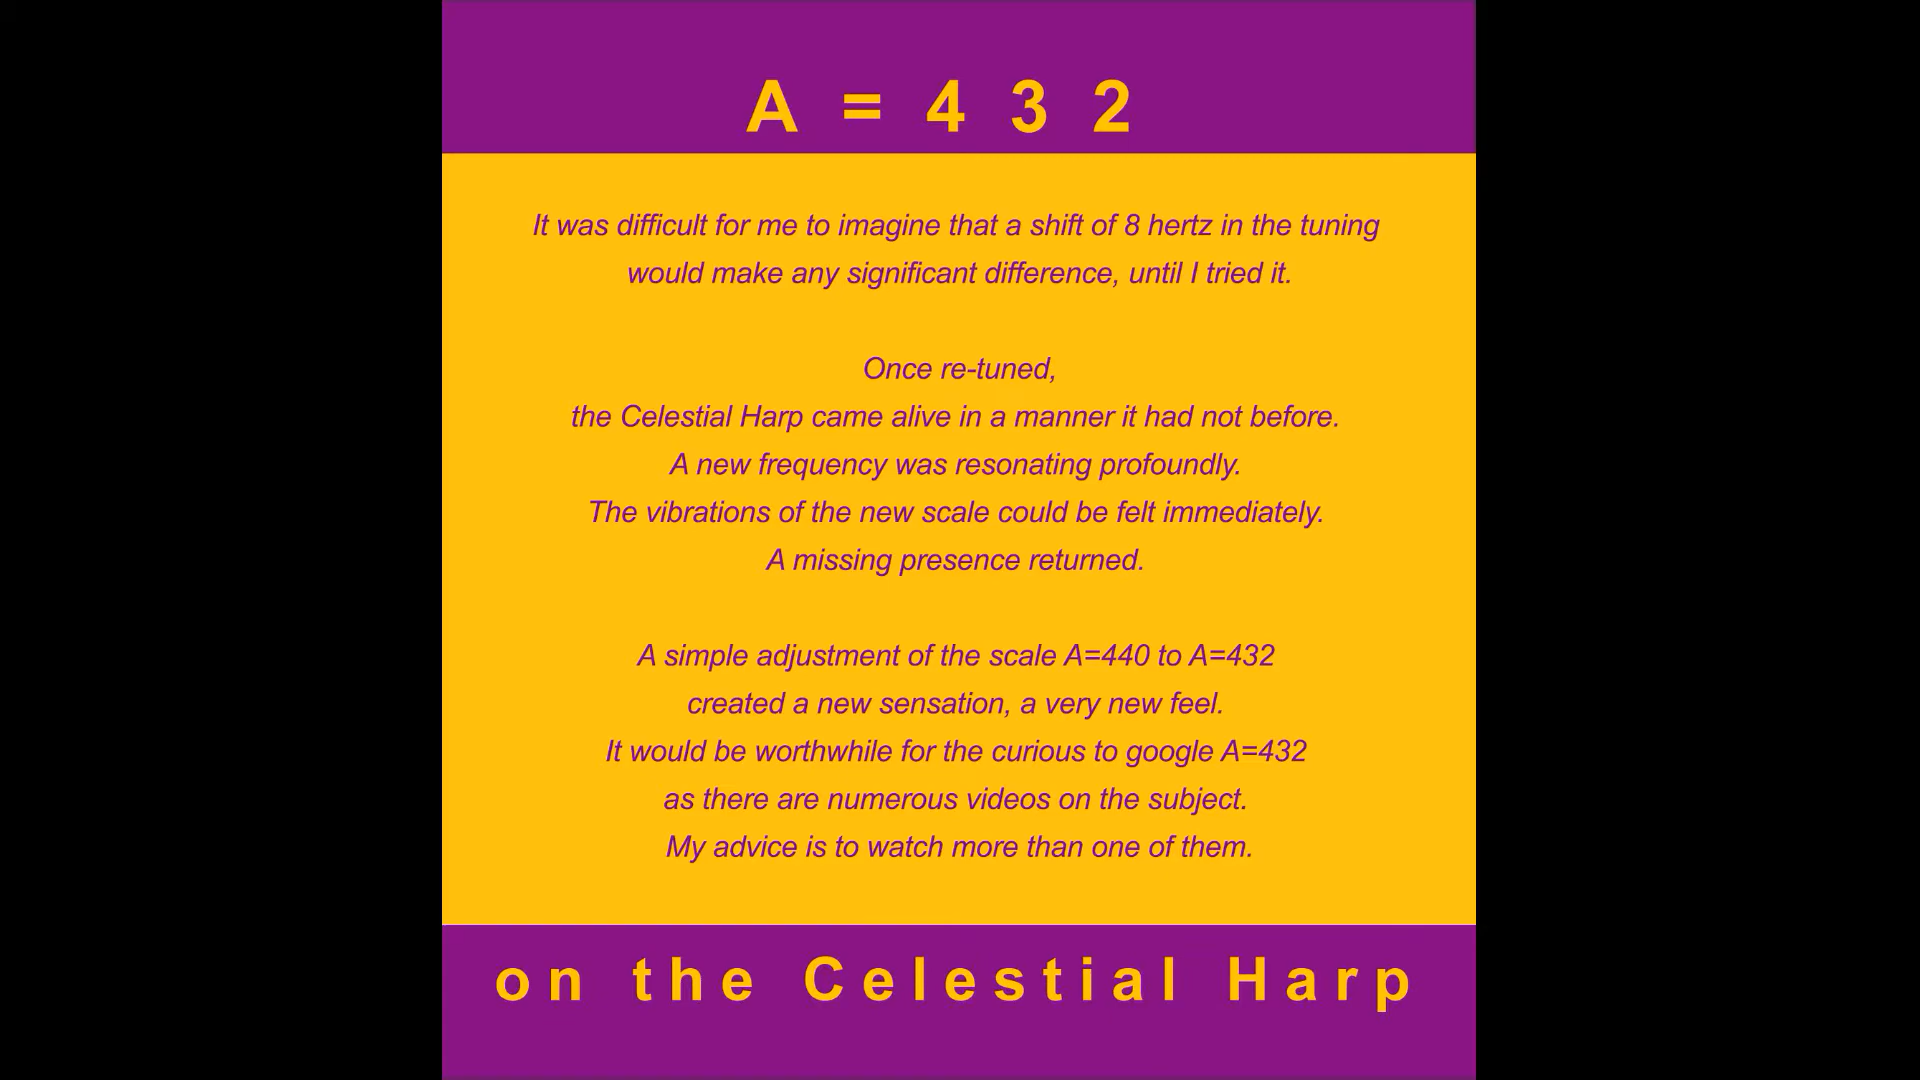 A = 4 3 2
It was difficult for me to imagine that a shift of 8 hertz in the tuning
would make any significant difference, until I tried it.
Once re-tuned,
the Celestial Harp came alive in a manner it had not before.
A new frequency was resonating profoundly.
The vibrations of the new scale could be felt immediately.
A missing presence returned.
A simple adjustment of the scale A=440 to A=432
created a new sensation, a very new feel.
It would be worthwhile for the curious to google A=432
as there are numerous videos on the subject.
My advice is to watch more than one of them.
on the Celestial Harp